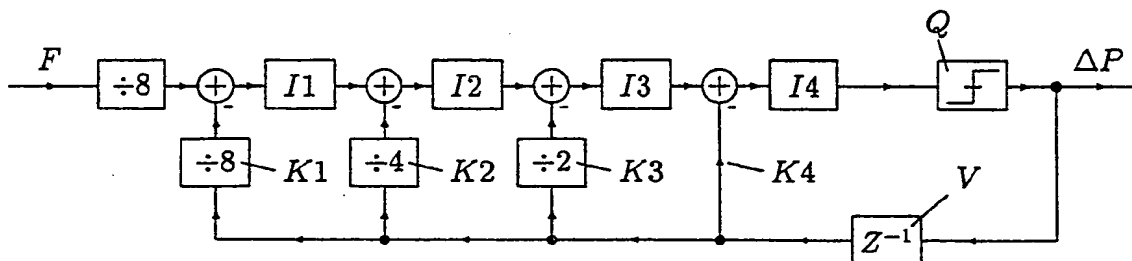 Q
F
÷8
+
I1
+
I2
+
I3
+
I4
ΔP
-
-
-
-
÷8
K1
÷4
K2
÷2
K3
K4
V
Z⁻¹